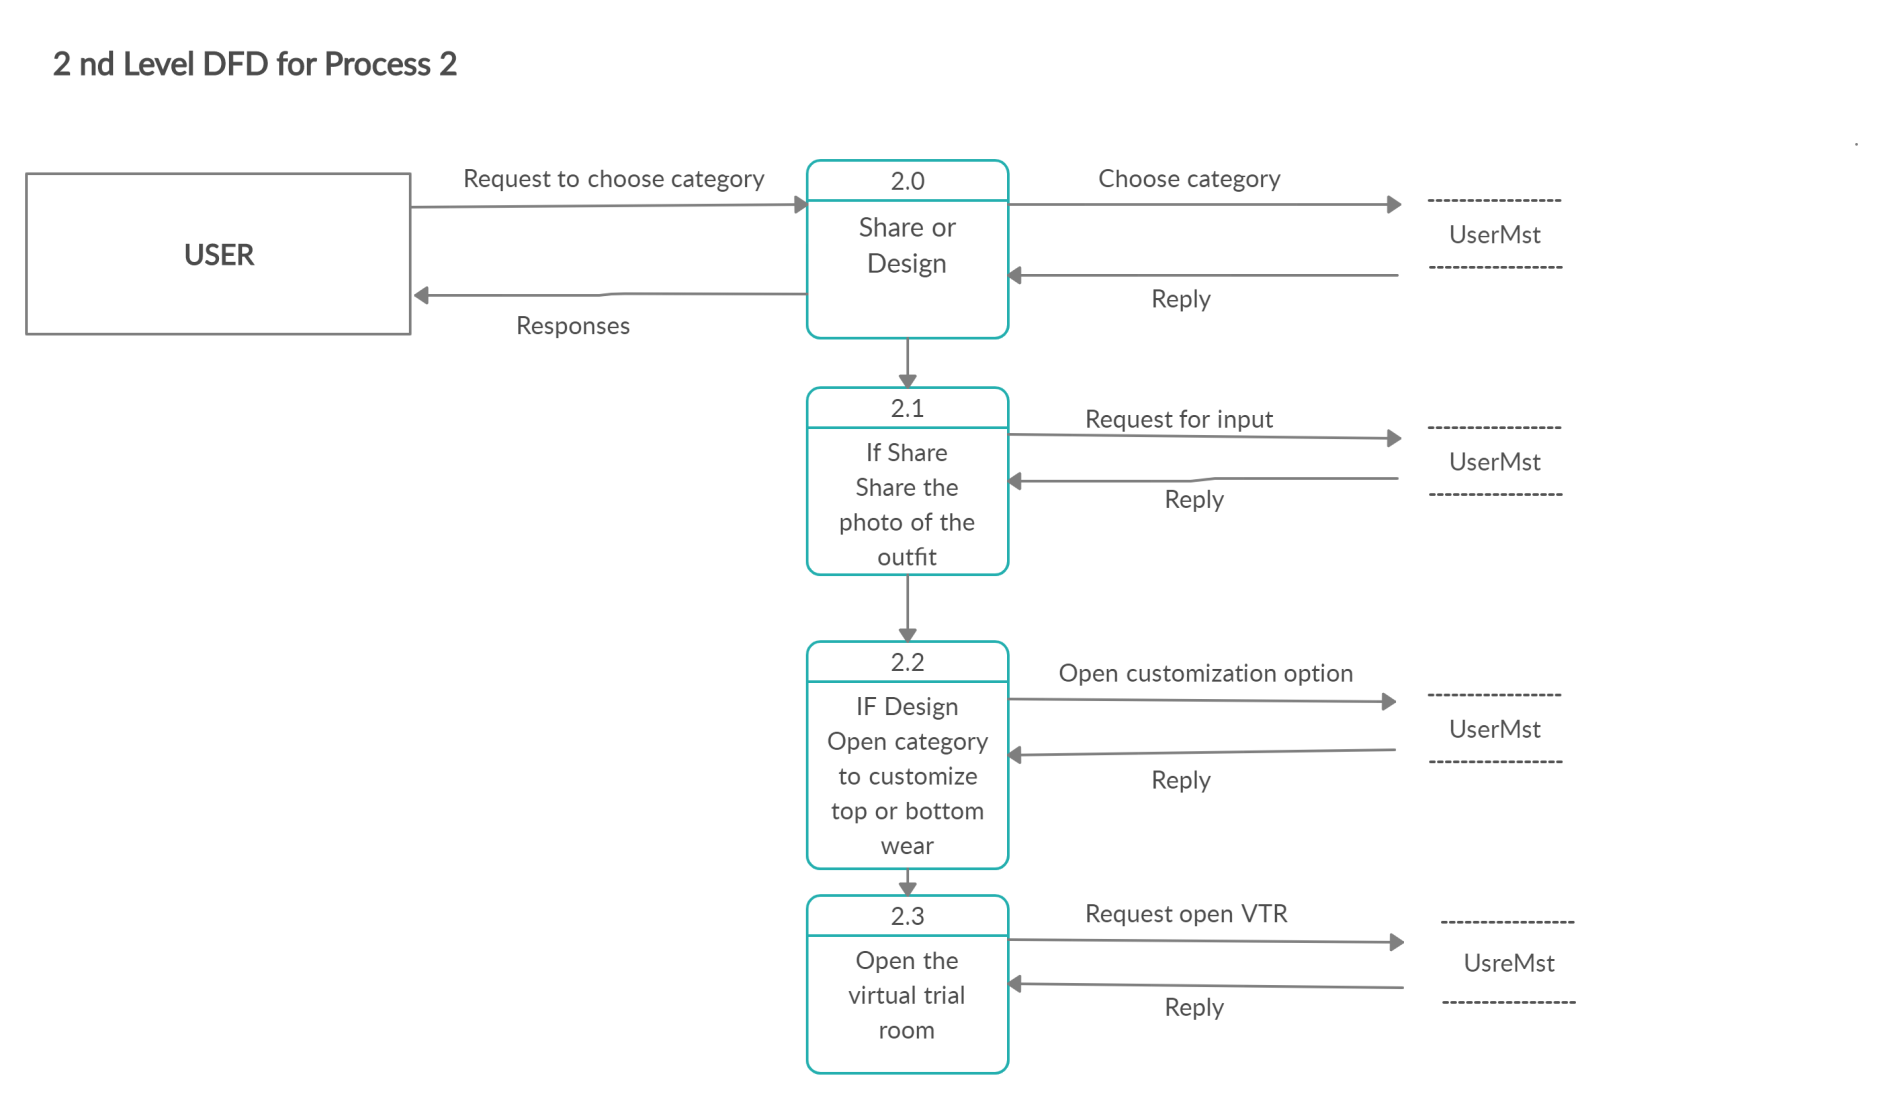 2 nd Level DFD for Process 2
Request to choose category
2.0
Choose category
USER
Share or
Design
UserMst
Responses
Reply
2.1
Request for input
If Share
Share the
photo of the
outfit
UserMst
Reply
2.2
Open customization option
IF Design
Open category
to customize
top or bottom
wear
UserMst
Reply
2.3
Request open VTR
Open the
virtual trial
room
UsreMst
Reply